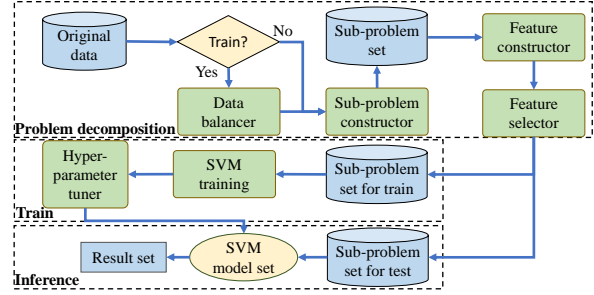 Original
data
Train?
No
Yes
Data
balancer
Sub-problem
constructor
Sub-problem
set
Feature
constructor
Feature
selector
Problem decomposition
Hyper-
parameter
tuner
SVM
training
Sub-problem
set for train
Train
Result set
SVM
model set
Sub-problem
set for test
Inference